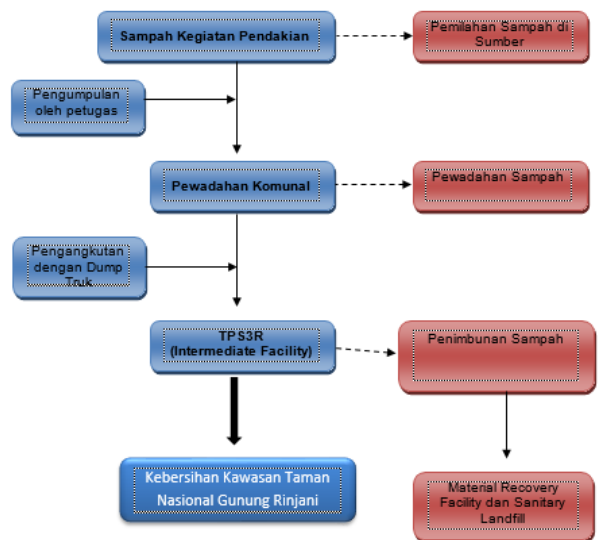 Sampah Kegiatan Pendakian
Pemilahan Sampah di
Sumber
Pengumpulan
oleh petugas
Pewadahan Komunal
Pewadahan Sampah
Pengangkutan
dengan Dump
Truk
TPS3R
(Intermediate Facility)
Penimbunan Sampah
Kebersihan Kawasan Taman
Nasional Gunung Rinjani
Material Recovery
Facility dan Sanitary
Landfill